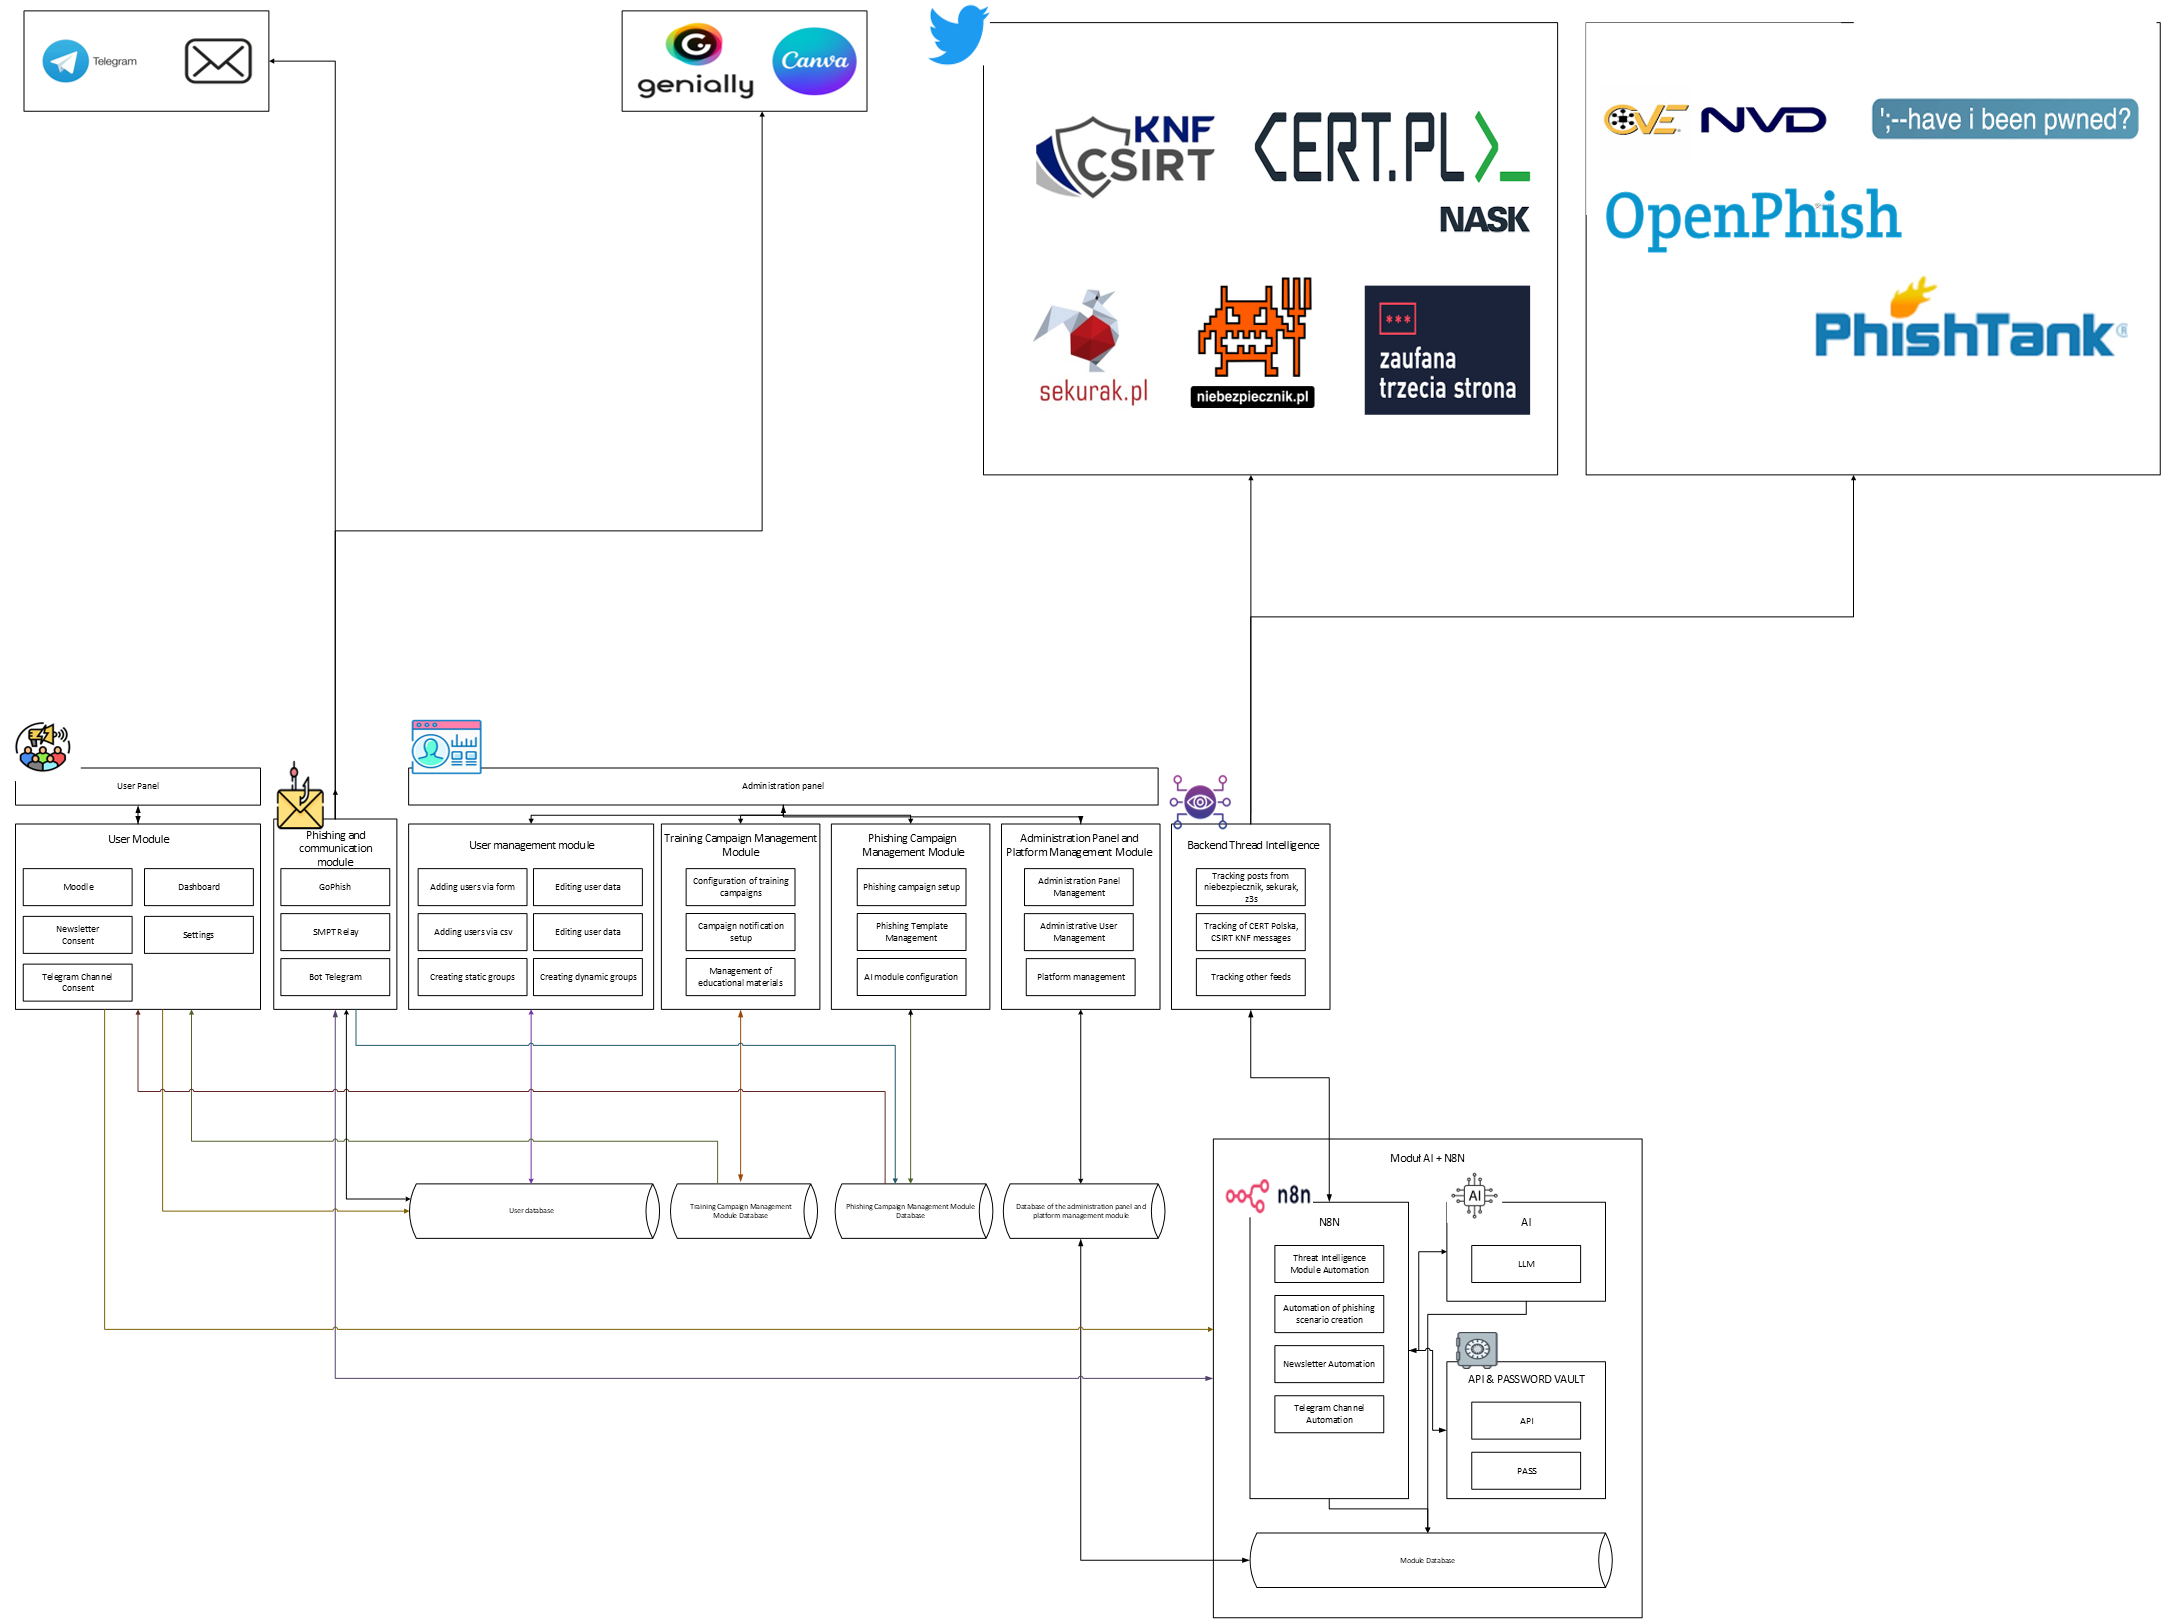 Telegram
genially
Canva
KNF
CSIRT
CERT.PL>_
NASK
sekurak.pl
niebezpiecznik.pl
***
zaufana
trzecia strona
CVE
NVD
';--have i been pwned?
OpenPhish
PhishTank®
User Panel
Administration panel
User Module
Moodle
Dashboard
Newsletter
Consent
Settings
Telegram Channel
Consent
Phishing and
communication
module
GoPhish
SMPT Relay
Bot Telegram
User management module
Adding users via form
Editing user data
Adding users via csv
Editing user data
Creating static groups
Creating dynamic groups
Training Campaign Management
Module
Configuration of training
campaigns
Campaign notification
setup
Management of
educational materials
Phishing Campaign
Management Module
Phishing campaign setup
Phishing Template
Management
AI module configuration
Administration Panel and
Platform Management Module
Administration Panel
Management
Administrative User
Management
Platform management
Backend Thread Intelligence
Tracking posts from
niebezpiecznik, sekurak,
z3s
Tracking of CERT Polska,
CSIRT KNF messages
Tracking other feeds
User database
Training Campaign Management
Module Database
Phishing Campaign Management Module
Database
Database of the administration panel and
platform management module
Moduł AI + N8N
n8n
N8N
Threat Intelligence
Module Automation
Automation of phishing
scenario creation
Newsletter Automation
Telegram Channel
Automation
AI
AI
LLM
API & PASSWORD VAULT
API
PASS
Module Database